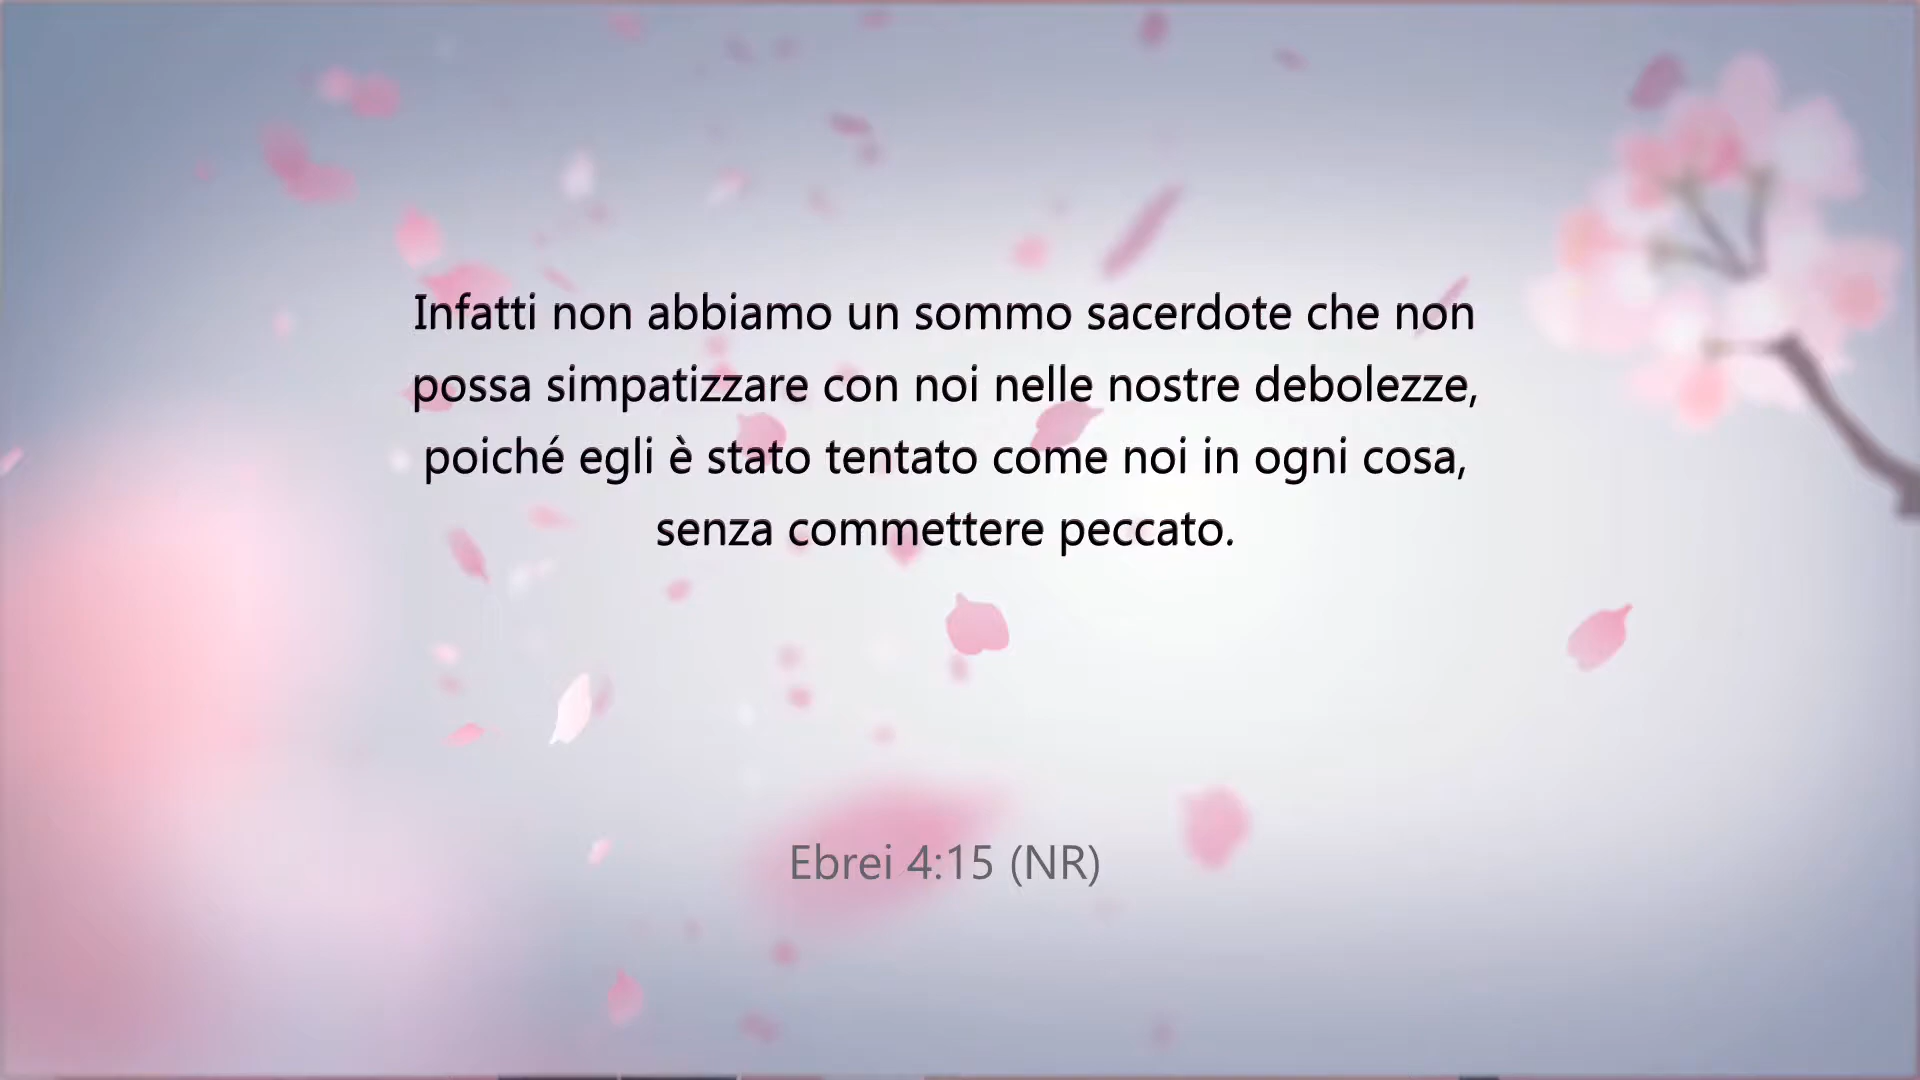 Infatti non abbiamo un sommo sacerdote che non
possa simpatizzare con noi nelle nostre debolezze,
poiché egli è stato tentato come noi in ogni cosa,
senza commettere peccato.
Ebrei 4:15 (NR)